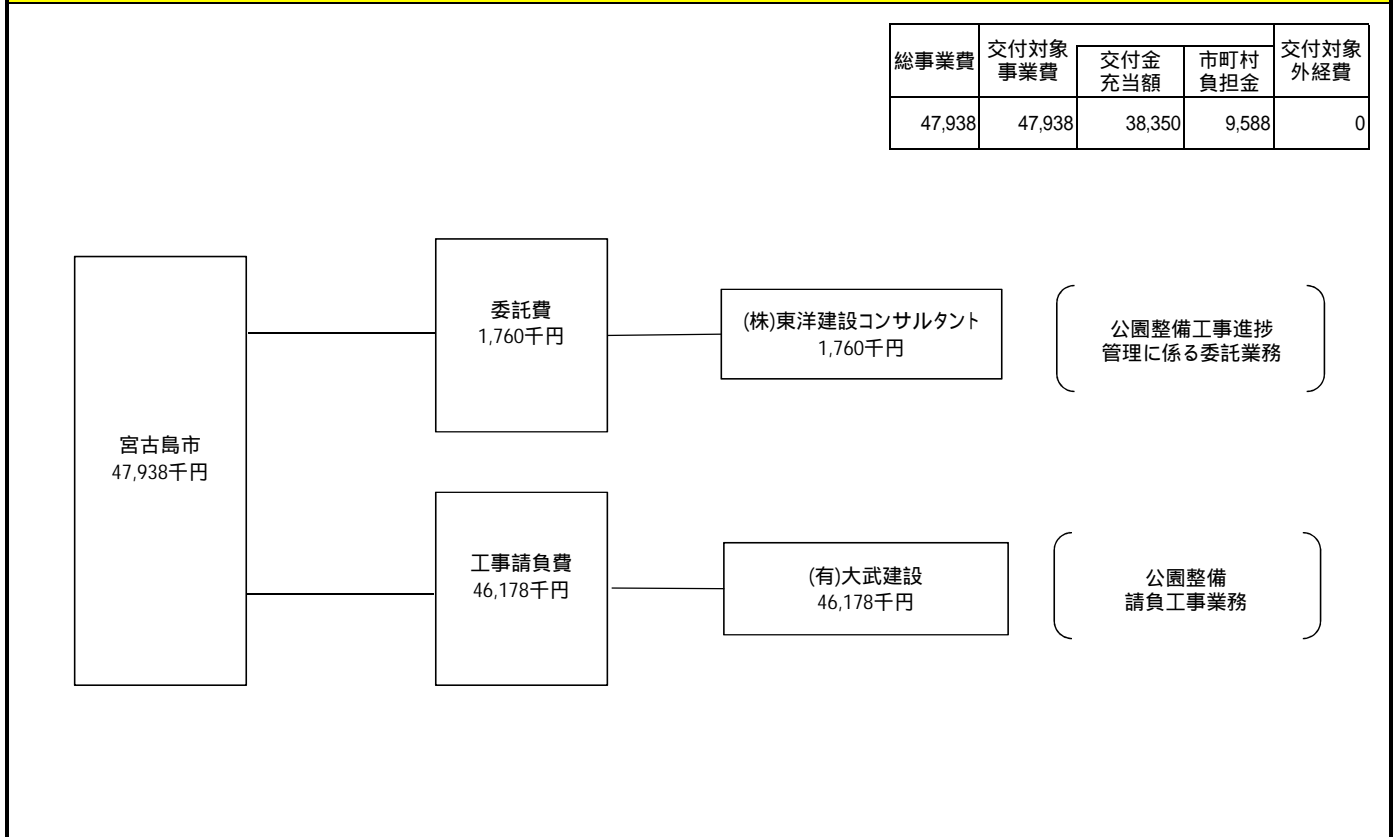 総事業費
交付対象
事業費
交付金
充当額
市町村
負担金
交付対象
外経費
47,938
47,938
38,350
9,588
0
宮古島市
47,938千円
委託費
1,760千円
(株)東洋建設コンサルタント
1,760千円
公園整備工事進捗
管理に係る委託業務
工事請負費
46,178千円
(有)大武建設
46,178千円
公園整備
請負工事業務